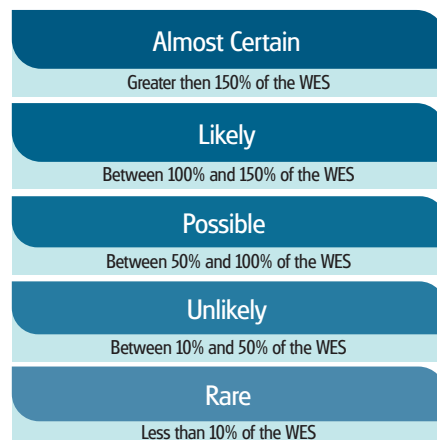 Almost Certain
Greater then 150% of the WES
Likely
Between 100% and 150% of the WES
Possible
Between 50% and 100% of the WES
Unlikely
Between 10% and 50% of the WES
Rare
Less than 10% of the WES